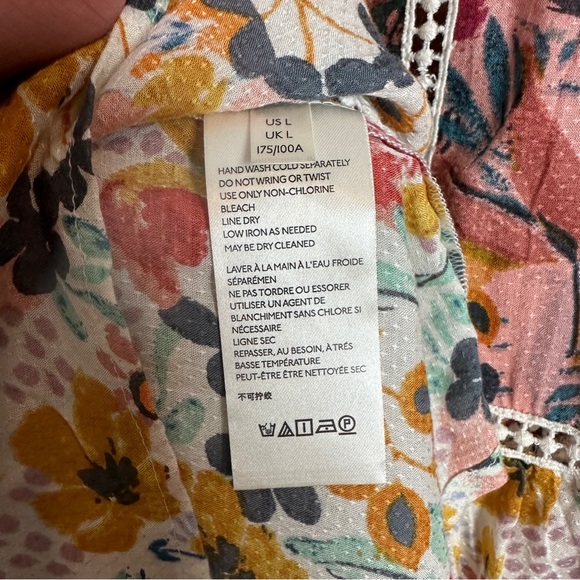 US L
UK L
175/100A
HAND WASH COLD SEPARATELY
DO NOT WRING OR TWIST
USE ONLY NON-CHLORINE
BLEACH
LINE DRY
LOW IRON AS NEEDED
MAY BE DRY CLEANED
LAVER À LA MAIN À L'EAU FROIDE
SÉPARÉMEN
NE PAS TORDRE OU ESSORER
UTILISER UN AGENT DE
BLANCHIMENT SANS CHLORE SI
NÉCESSAIRE
LIGNE SEC
REPASSER, AU BESOIN, À TRÉS
BASSE TEMPÉRATURE
PEUT-ÊTRE ÊTRE NETTOYÉE SEC
不可拧绞
P